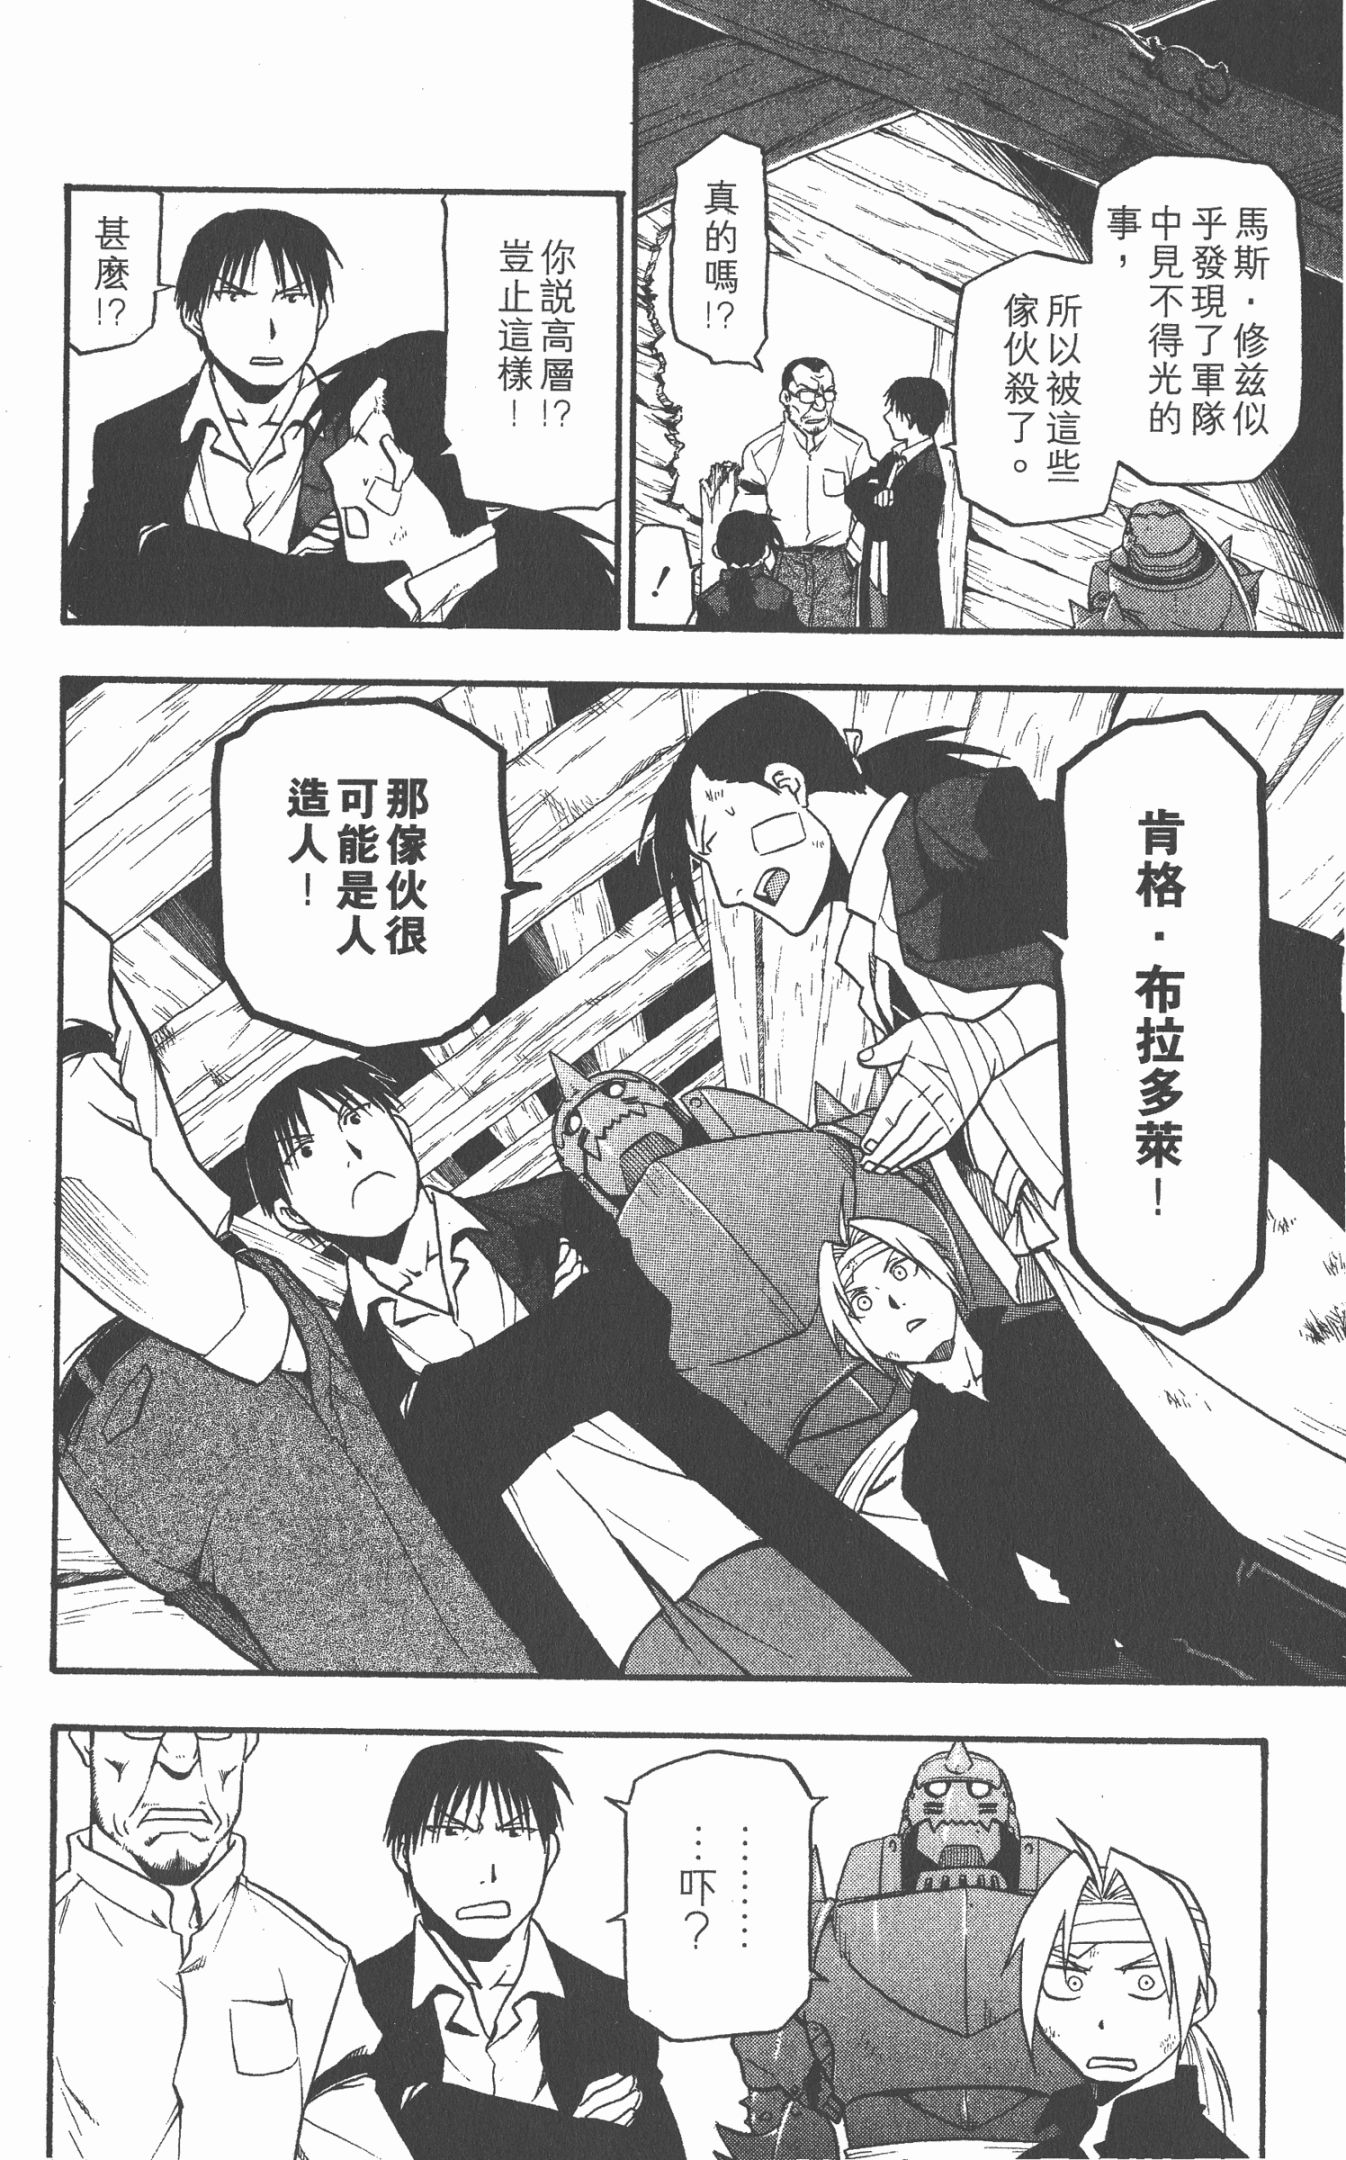 馬斯·修茲似
乎發現了軍隊
中見不得光的
事，
所以被這些
傢伙殺了。
真的嗎!?
！
你説高層!?
豈止這樣！
甚麼!?
肯格·布拉多萊！
那傢伙很
可能是人
造人！
………
…吓？